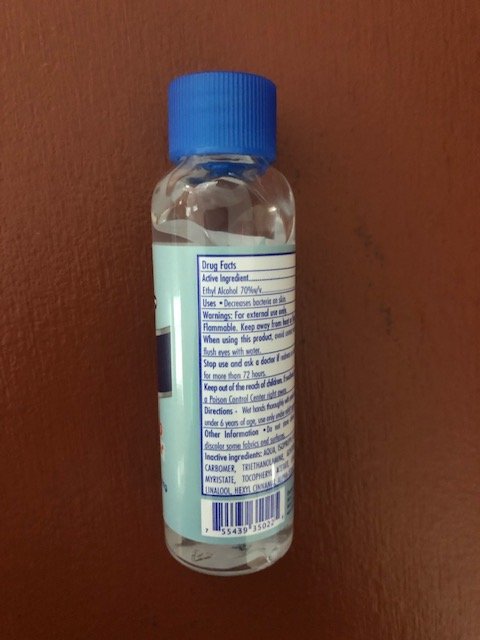 Drug Facts
Active Ingredient......
Ethyl Alcohol 70%v/v......
Uses • Decreases bacteria on skin.
Warnings: For external use only
Flammable. Keep away from heat or
When using this product, avoid
flush eyes with water.
Stop use and ask a doctor if
for more than 72 hours.
Keep out of the reach of children. If
a Poison Control Center right away.
Directions - Wet hands thoroughly with
under 6 years of age, use only under
Other Information • Do not store
discolor some fabrics and surfaces.
Inactive ingredients: AQUA,
CARBOMER, TRIETHANOLAMINE,
MYRISTATE, TOCOPHERYL ACETATE,
LINALOOL, HEXYL CINNAMAL
7 55439 35022